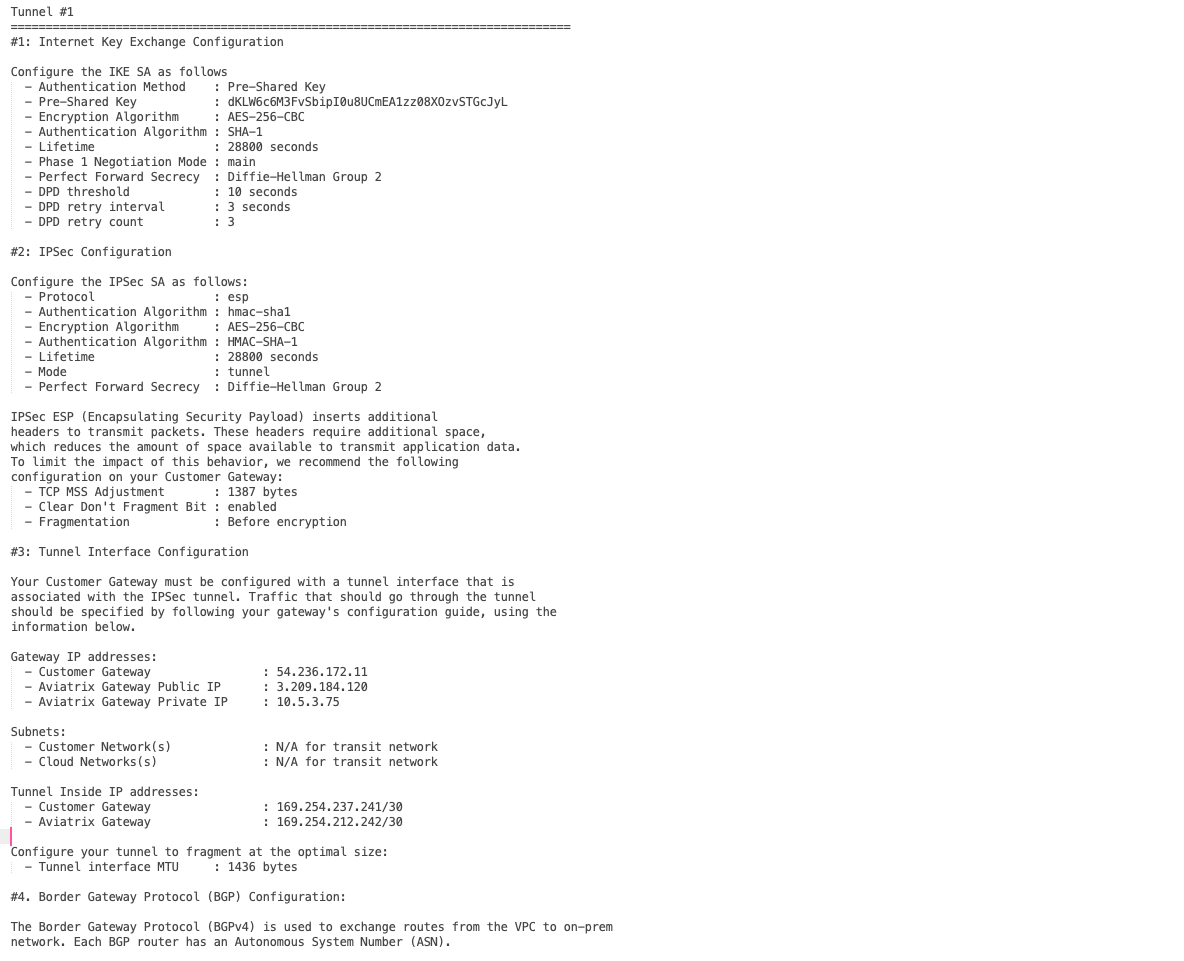 Tunnel #1
================================================================================
#1: Internet Key Exchange Configuration

Configure the IKE SA as follows
  - Authentication Method    : Pre-Shared Key
  - Pre-Shared Key           : dKLW6c6M3FvSbipI0u8UCmEA1zz08XOzvSTGcJyL
  - Encryption Algorithm     : AES-256-CBC
  - Authentication Algorithm : SHA-1
  - Lifetime                 : 28800 seconds
  - Phase 1 Negotiation Mode : main
  - Perfect Forward Secrecy  : Diffie-Hellman Group 2
  - DPD threshold            : 10 seconds
  - DPD retry interval       : 3 seconds
  - DPD retry count          : 3

#2: IPSec Configuration

Configure the IPSec SA as follows:
  - Protocol                 : esp
  - Authentication Algorithm : hmac-sha1
  - Encryption Algorithm     : AES-256-CBC
  - Authentication Algorithm : HMAC-SHA-1
  - Lifetime                 : 28800 seconds
  - Mode                     : tunnel
  - Perfect Forward Secrecy  : Diffie-Hellman Group 2

IPSec ESP (Encapsulating Security Payload) inserts additional
headers to transmit packets. These headers require additional space,
which reduces the amount of space available to transmit application data.
To limit the impact of this behavior, we recommend the following
configuration on your Customer Gateway:
  - TCP MSS Adjustment       : 1387 bytes
  - Clear Don't Fragment Bit : enabled
  - Fragmentation            : Before encryption

#3: Tunnel Interface Configuration

Your Customer Gateway must be configured with a tunnel interface that is
associated with the IPSec tunnel. Traffic that should go through the tunnel
should be specified by following your gateway's configuration guide, using the
information below.

Gateway IP addresses:
  - Customer Gateway                : 54.236.172.11
  - Aviatrix Gateway Public IP      : 3.209.184.120
  - Aviatrix Gateway Private IP     : 10.5.3.75

Subnets:
  - Customer Network(s)             : N/A for transit network
  - Cloud Networks(s)               : N/A for transit network

Tunnel Inside IP addresses:
  - Customer Gateway                : 169.254.237.241/30
  - Aviatrix Gateway                : 169.254.212.242/30

Configure your tunnel to fragment at the optimal size:
  - Tunnel interface MTU     : 1436 bytes

#4. Border Gateway Protocol (BGP) Configuration:

The Border Gateway Protocol (BGPv4) is used to exchange routes from the VPC to on-prem
network. Each BGP router has an Autonomous System Number (ASN).